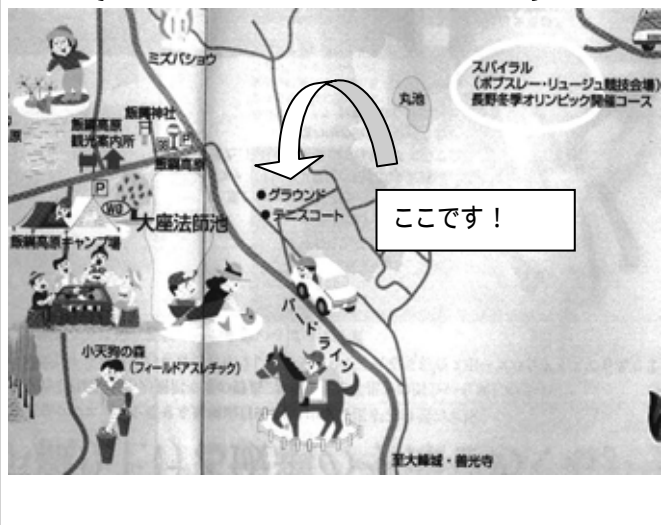 ミズバショウ
スパイラル
(ボブスレー・リュージュ競技会場)
長野冬季オリンピック開催コース
丸池
飯綱神社
飯綱高原
観光案内所
原
P
飯綱高原
P
グラウンド
テニスコート
ここです！
大座法師池
飯綱高原キャンプ場
バードライン
小天狗の森
(フィールドアスレチック)
至大峰城・善光寺